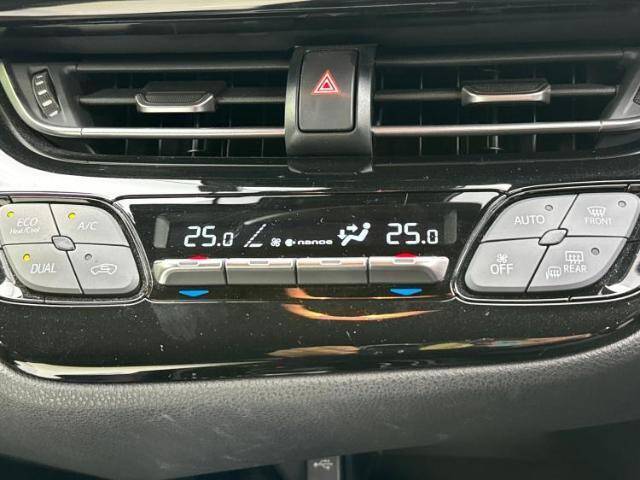 ECO
Heat/Cool
A/C
DUAL
25.0
nanoe
25.0
AUTO
FRONT
OFF
REAR